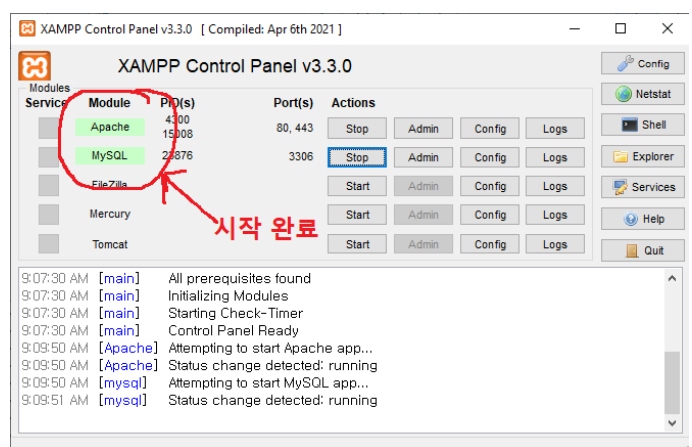 XAMPP Control Panel v3.3.0 [ Compiled: Apr 6th 2021 ]
XAMPP Control Panel v3.3.0
Config
Modules
Service Module PID(s) Port(s) Actions
Netstat
Apache 4300 15008 80, 443 Stop Admin Config Logs
Shell
MySQL 23876 3306 Stop Admin Config Logs
Explorer
FileZilla Start Admin Config Logs
Services
Mercury Start Admin Config Logs
Help
시작 완료
Tomcat Start Admin Config Logs
Quit
9:07:30 AM [main] All prerequisites found
9:07:30 AM [main] Initializing Modules
9:07:30 AM [main] Starting Check-Timer
9:07:30 AM [main] Control Panel Ready
9:09:50 AM [Apache] Attempting to start Apache app...
9:09:50 AM [Apache] Status change detected: running
9:09:50 AM [mysql] Attempting to start MySQL app...
9:09:51 AM [mysql] Status change detected: running